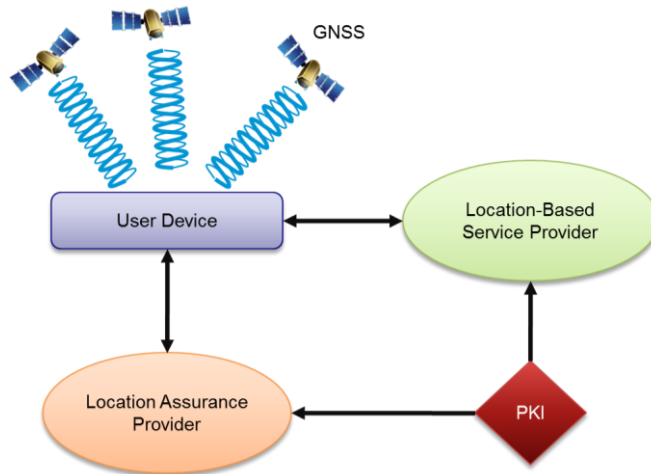 GNSS
User Device
Location-Based
Service Provider
Location Assurance
Provider
PKI